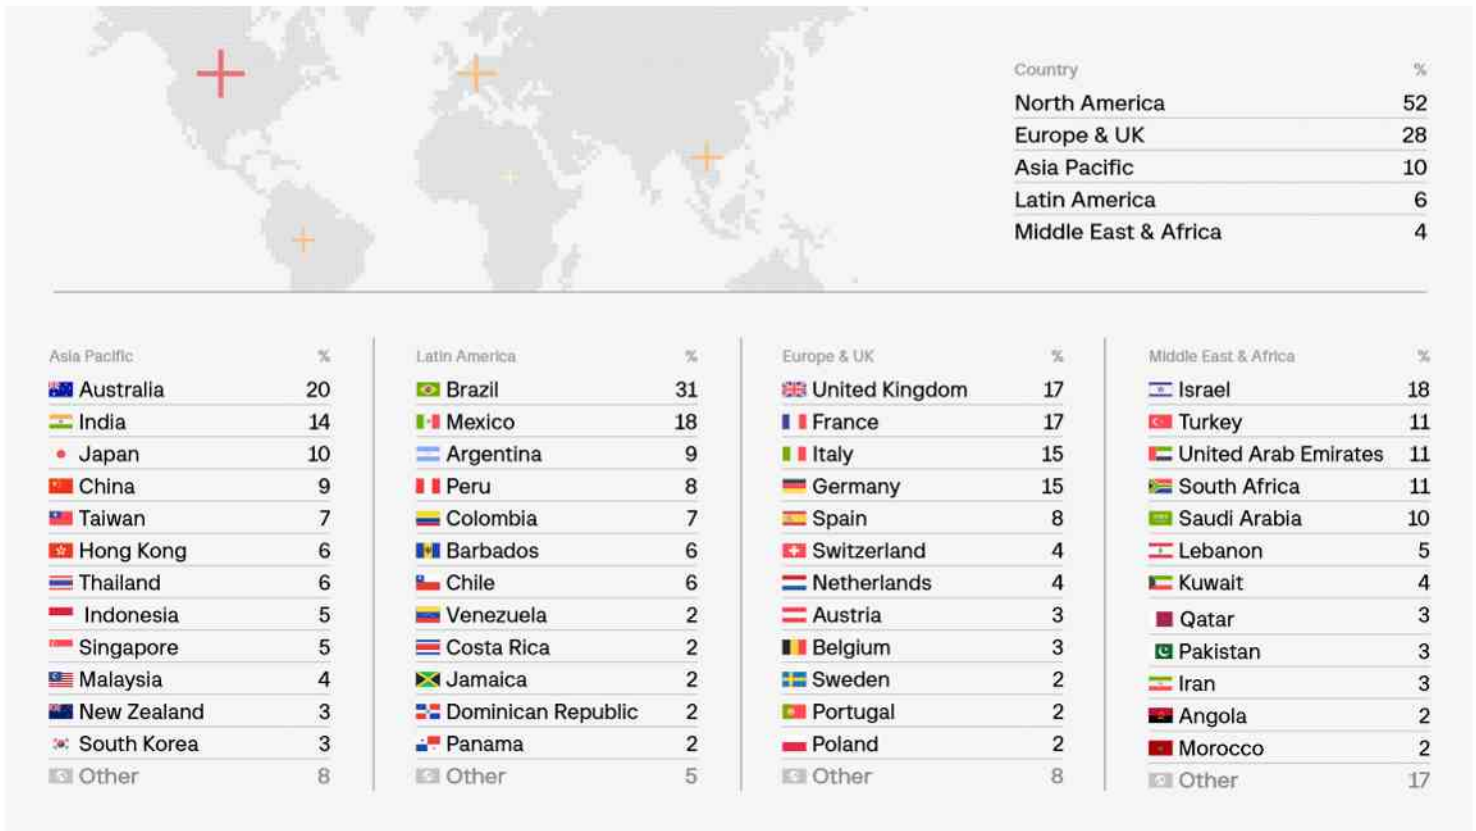 Country %
North America 52
Europe & UK 28
Asia Pacific 10
Latin America 6
Middle East & Africa 4
Asia Pacific %
Australia 20
India 14
Japan 10
China 9
Taiwan 7
Hong Kong 6
Thailand 6
Indonesia 5
Singapore 5
Malaysia 4
New Zealand 3
South Korea 3
Other 8
Latin America %
Brazil 31
Mexico 18
Argentina 9
Peru 8
Colombia 7
Barbados 6
Chile 6
Venezuela 2
Costa Rica 2
Jamaica 2
Dominican Republic 2
Panama 2
Other 5
Europe & UK %
United Kingdom 17
France 17
Italy 15
Germany 15
Spain 8
Switzerland 4
Netherlands 4
Austria 3
Belgium 3
Sweden 2
Portugal 2
Poland 2
Other 8
Middle East & Africa %
Israel 18
Turkey 11
United Arab Emirates 11
South Africa 11
Saudi Arabia 10
Lebanon 5
Kuwait 4
Qatar 3
Pakistan 3
Iran 3
Angola 2
Morocco 2
Other 17